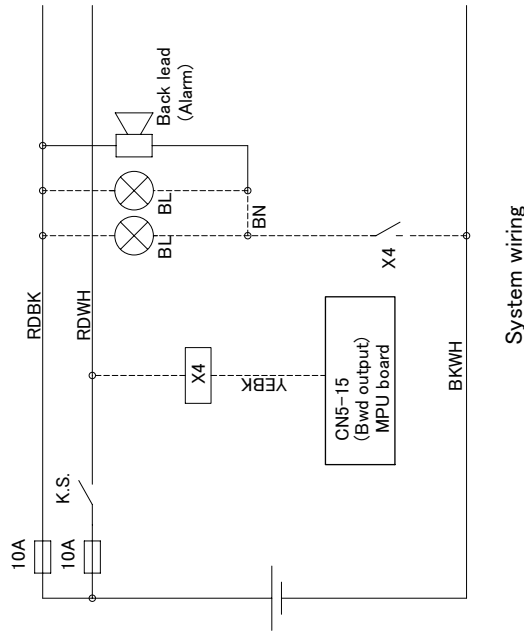 10A
10A
K.S.
RDBK
RDWH
X4
YEBK
CN5-15
(Bwd output)
MPU board
BL
BL
Back lead
(Alarm)
BN
X4
BKWH
System wiring